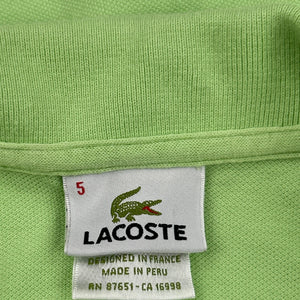 5
LACOSTE
DESIGNED IN FRANCE
MADE IN PERU
RN 87651-CA 16998